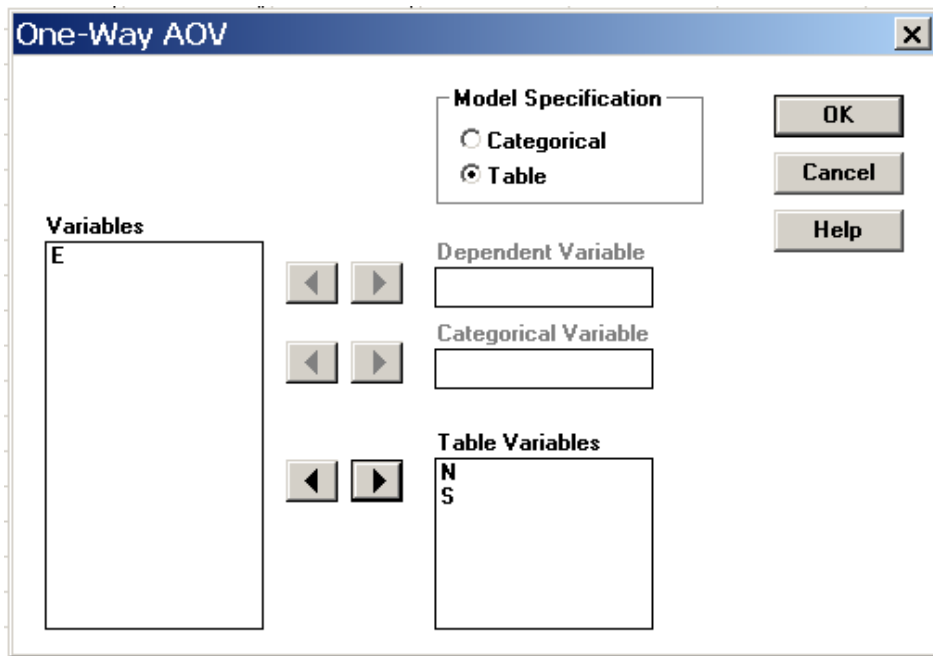 One-Way AOV
Model Specification
Categorical
Table
OK
Cancel
Help
Variables
E
Dependent Variable
Categorical Variable
Table Variables
N
S